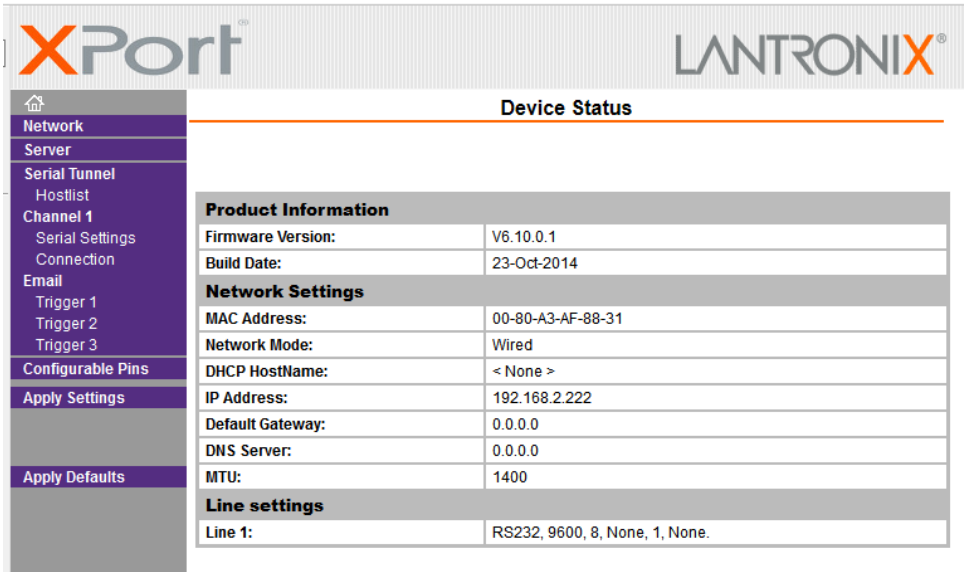 XPort®
LANTRONIX®
Device Status
Network
Server
Serial Tunnel
Hostlist
Channel 1
Serial Settings
Connection
Email
Trigger 1
Trigger 2
Trigger 3
Configurable Pins
Apply Settings
Apply Defaults
Product Information
Firmware Version: V6.10.0.1
Build Date: 23-Oct-2014
Network Settings
MAC Address: 00-80-A3-AF-88-31
Network Mode: Wired
DHCP HostName: < None >
IP Address: 192.168.2.222
Default Gateway: 0.0.0.0
DNS Server: 0.0.0.0
MTU: 1400
Line settings
Line 1: RS232, 9600, 8, None, 1, None.